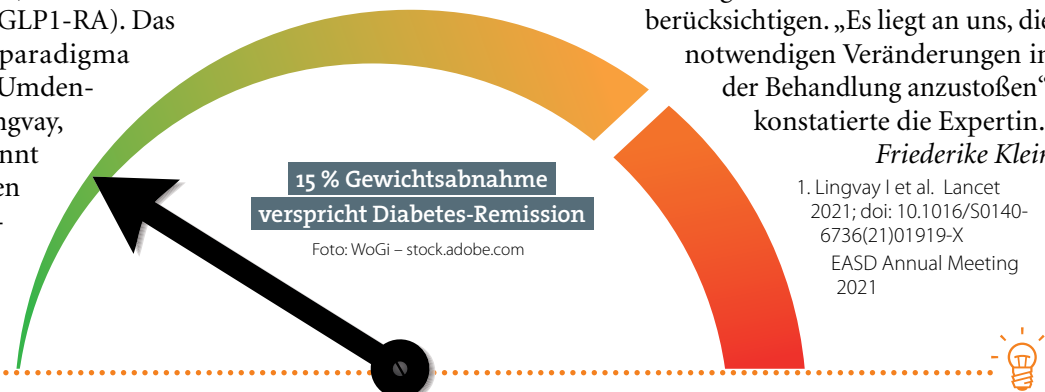 GLP1-RA). Das
paradigma
Umden-
ngvay,
nnt
en
-
15 % Gewichtsabnahme
verspricht Diabetes-Remission
Foto: WoGi – stock.adobe.com
berücksichtigen. „Es liegt an uns, die
notwendigen Veränderungen in
der Behandlung anzustoßen“
konstatierte die Expertin.
Friederike Klein
1. Lingvay I et al. Lancet
2021; doi: 10.1016/S0140-
6736(21)01919-X
EASD Annual Meeting
2021